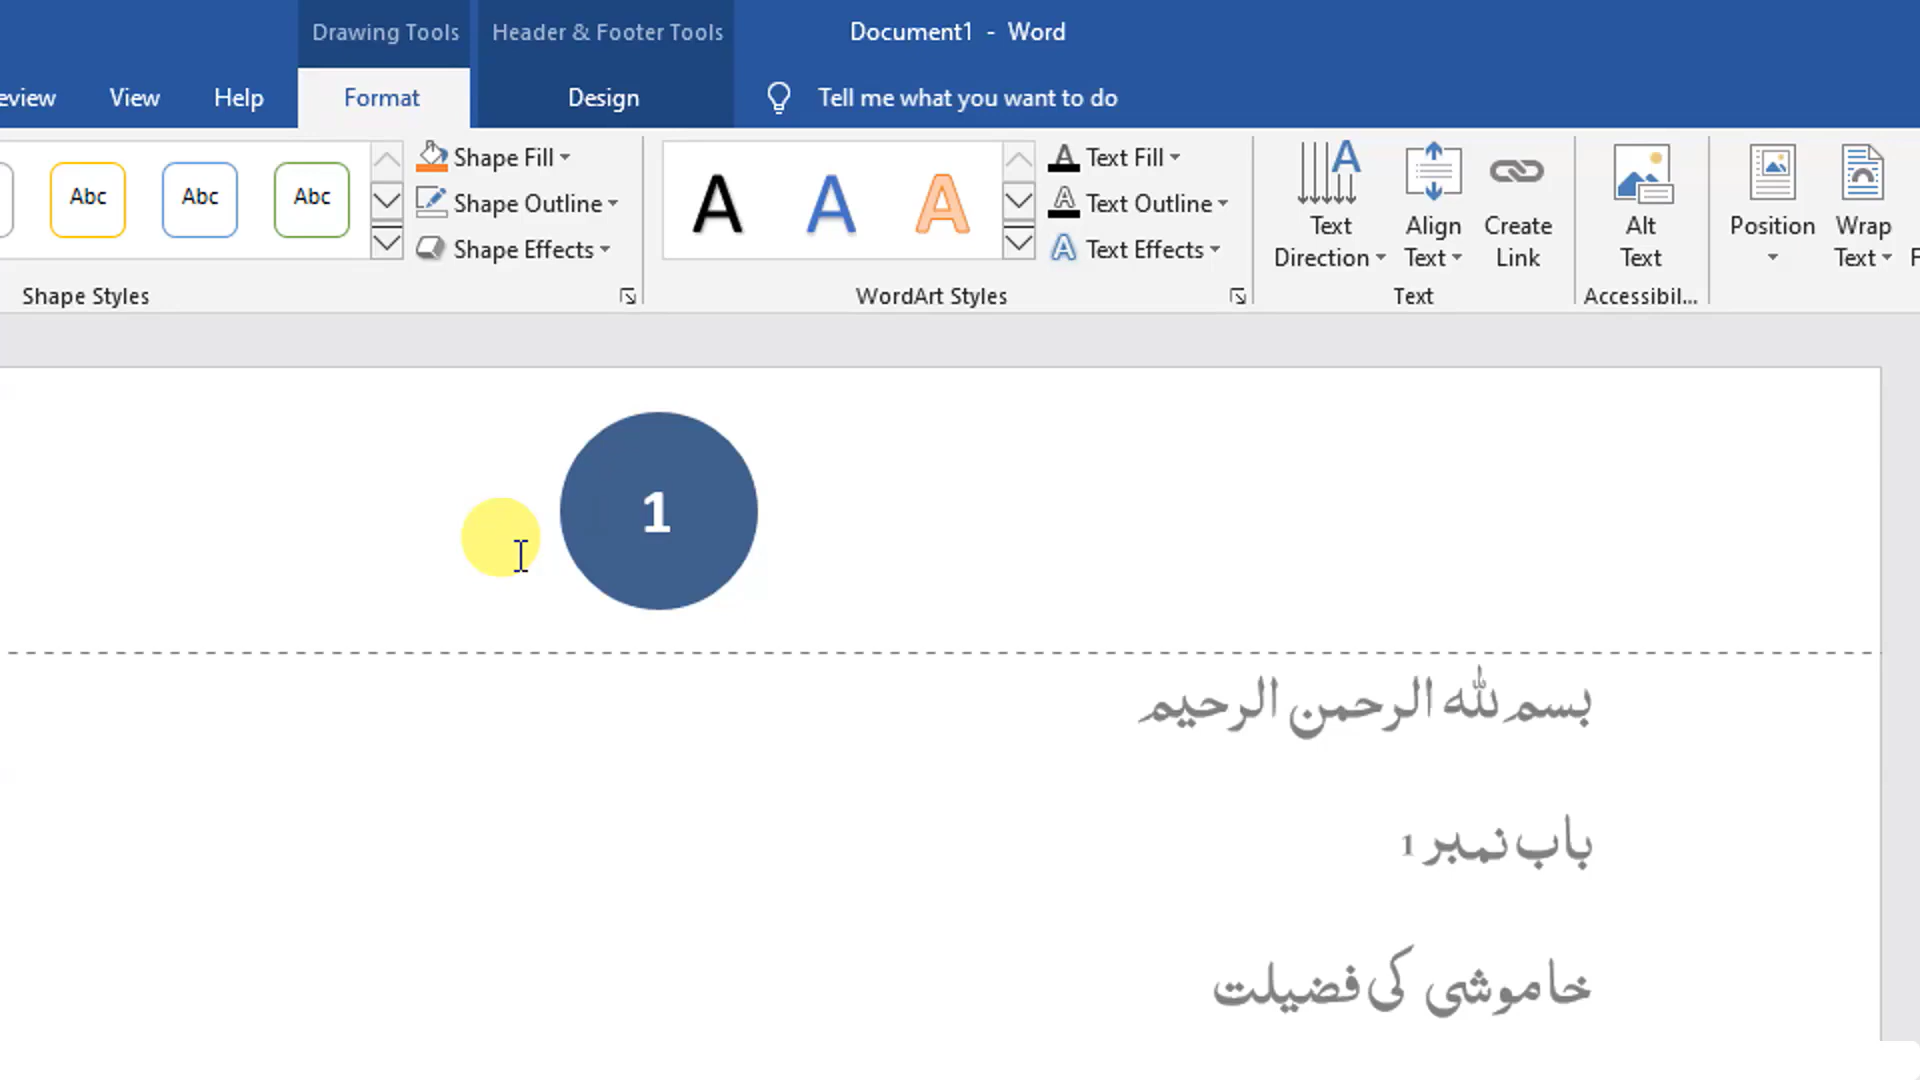 Drawing Tools Header & Footer Tools Document1 - Word
eview View Help Format Design Tell me what you want to do
Abc Abc Abc
Shape Fill
Shape Outline
Shape Effects
Shape Styles
A A A
Text Fill
Text Outline
Text Effects
WordArt Styles
Text Direction
Align Text
Create Link
Text
Alt Text
Accessibil...
Position
Wrap Text
F
1
بسم للہ الرحمن الرحیم
باب نمبر 1
خاموشی کی فضیلت